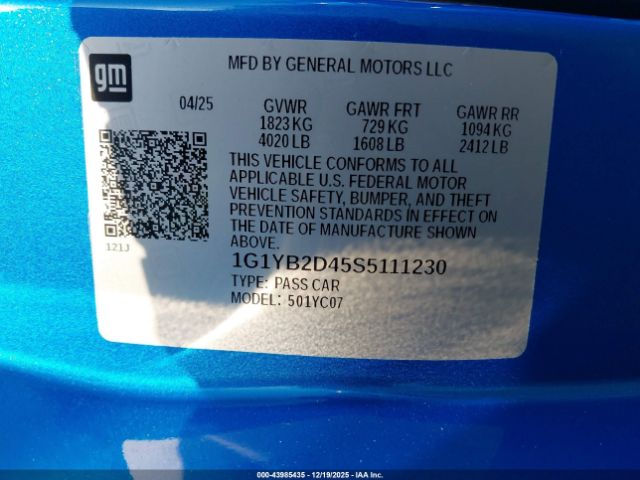 gm
MFD BY GENERAL MOTORS LLC
04/25 GVWR GAWR FRT GAWR RR
1823 KG 729 KG 1094 KG
4020 LB 1608 LB 2412 LB
THIS VEHICLE CONFORMS TO ALL
APPLICABLE U.S. FEDERAL MOTOR
VEHICLE SAFETY, BUMPER, AND THEFT
PREVENTION STANDARDS IN EFFECT ON
THE DATE OF MANUFACTURE SHOWN
ABOVE.
121J
1G1YB2D45S5111230
TYPE: PASS CAR
MODEL: 501YC07
500-43985435 - 12/19/2025 - IAA Inc.